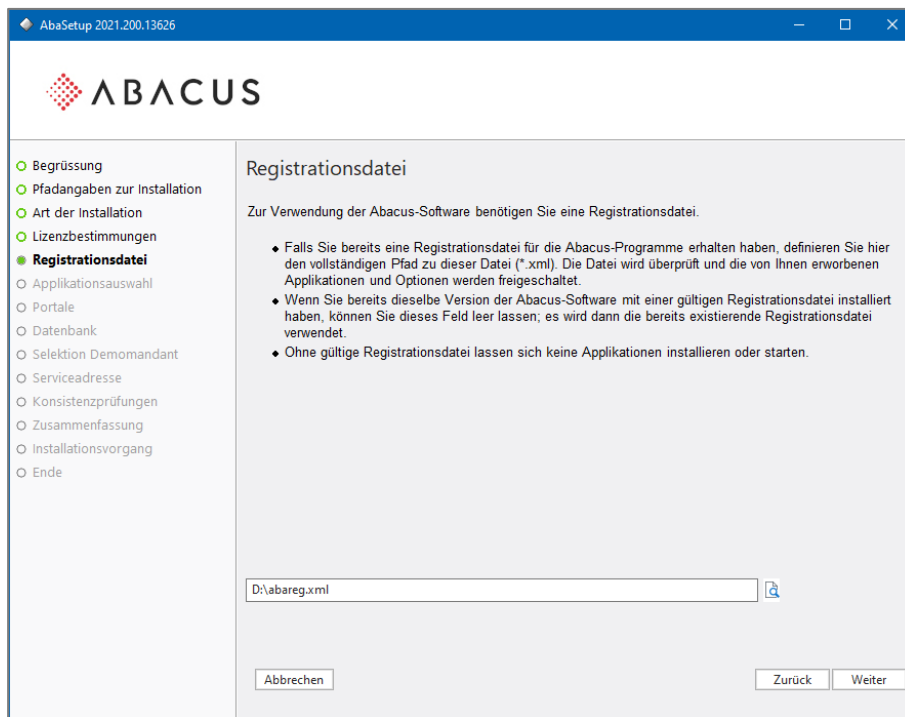 AbaSetup 2021.200.13626
ABACUS
Begrüssung
Pfadangaben zur Installation
Art der Installation
Lizenzbestimmungen
Registrationsdatei
Applikationsauswahl
Portale
Datenbank
Selektion Demomandant
Serviceadresse
Konsistenzprüfungen
Zusammenfassung
Installationsvorgang
Ende
Registrationsdatei
Zur Verwendung der Abacus-Software benötigen Sie eine Registrationsdatei.
Falls Sie bereits eine Registrationsdatei für die Abacus-Programme erhalten haben, definieren Sie hier
den vollständigen Pfad zu dieser Datei (*.xml). Die Datei wird überprüft und die von Ihnen erworbenen
Applikationen und Optionen werden freigeschaltet.
Wenn Sie bereits dieselbe Version der Abacus-Software mit einer gültigen Registrationsdatei installiert
haben, können Sie dieses Feld leer lassen; es wird dann die bereits existierende Registrationsdatei
verwendet.
Ohne gültige Registrationsdatei lassen sich keine Applikationen installieren oder starten.
D:\abareg.xml
Abbrechen
Zurück
Weiter